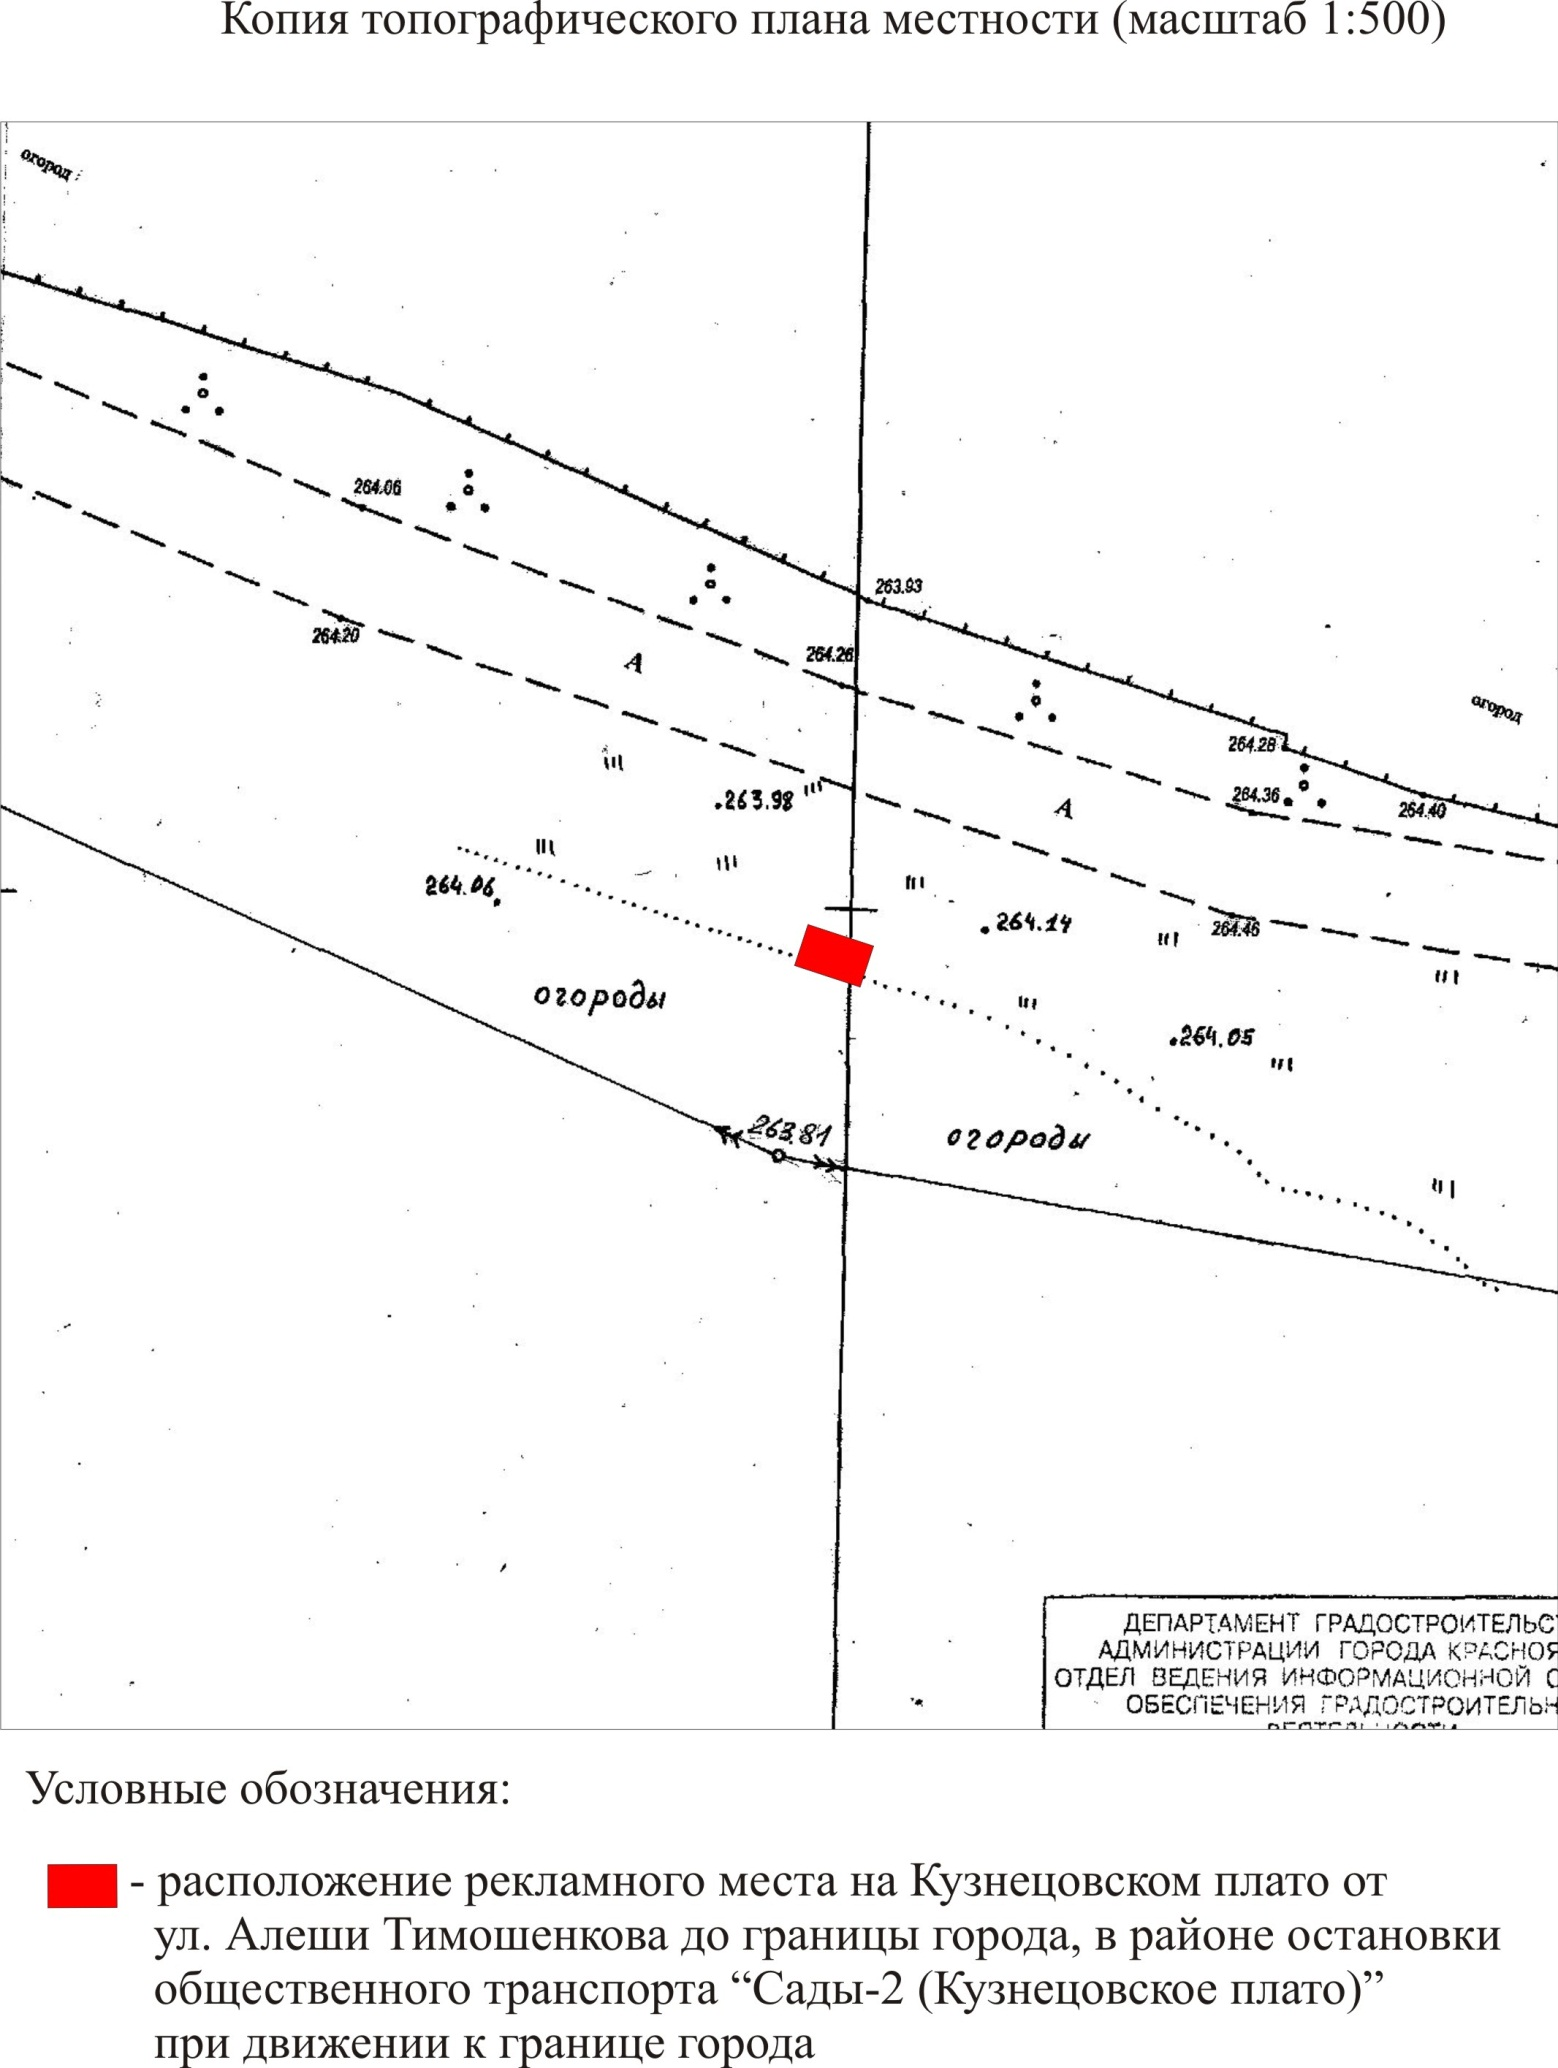 Копия топографического плана местности (масштаб 1:500)
огород
264.06
263.93
264.20
А
264.26
огород
264.28
263.98
264.36
А
264.40
264.06
264.14
264.46
огороды
264.05
263.81
огороды
ДЕПАРТАМЕНТ ГРАДОСТРОИТЕЛЬС
АДМИНИСТРАЦИИ ГОРОДА КРАСНОЯ
ОТДЕЛ ВЕДЕНИЯ ИНФОРМАЦИОННОЙ С
ОБЕСПЕЧЕНИЯ ГРАДОСТРОИТЕЛЬН
ДЕЯТЕЛЬНОСТИ
Условные обозначения:
- расположение рекламного места на Кузнецовском плато от
ул. Алеши Тимошенкова до границы города, в районе остановки
общественного транспорта “Сады-2 (Кузнецовское плато)”
при движении к границе города